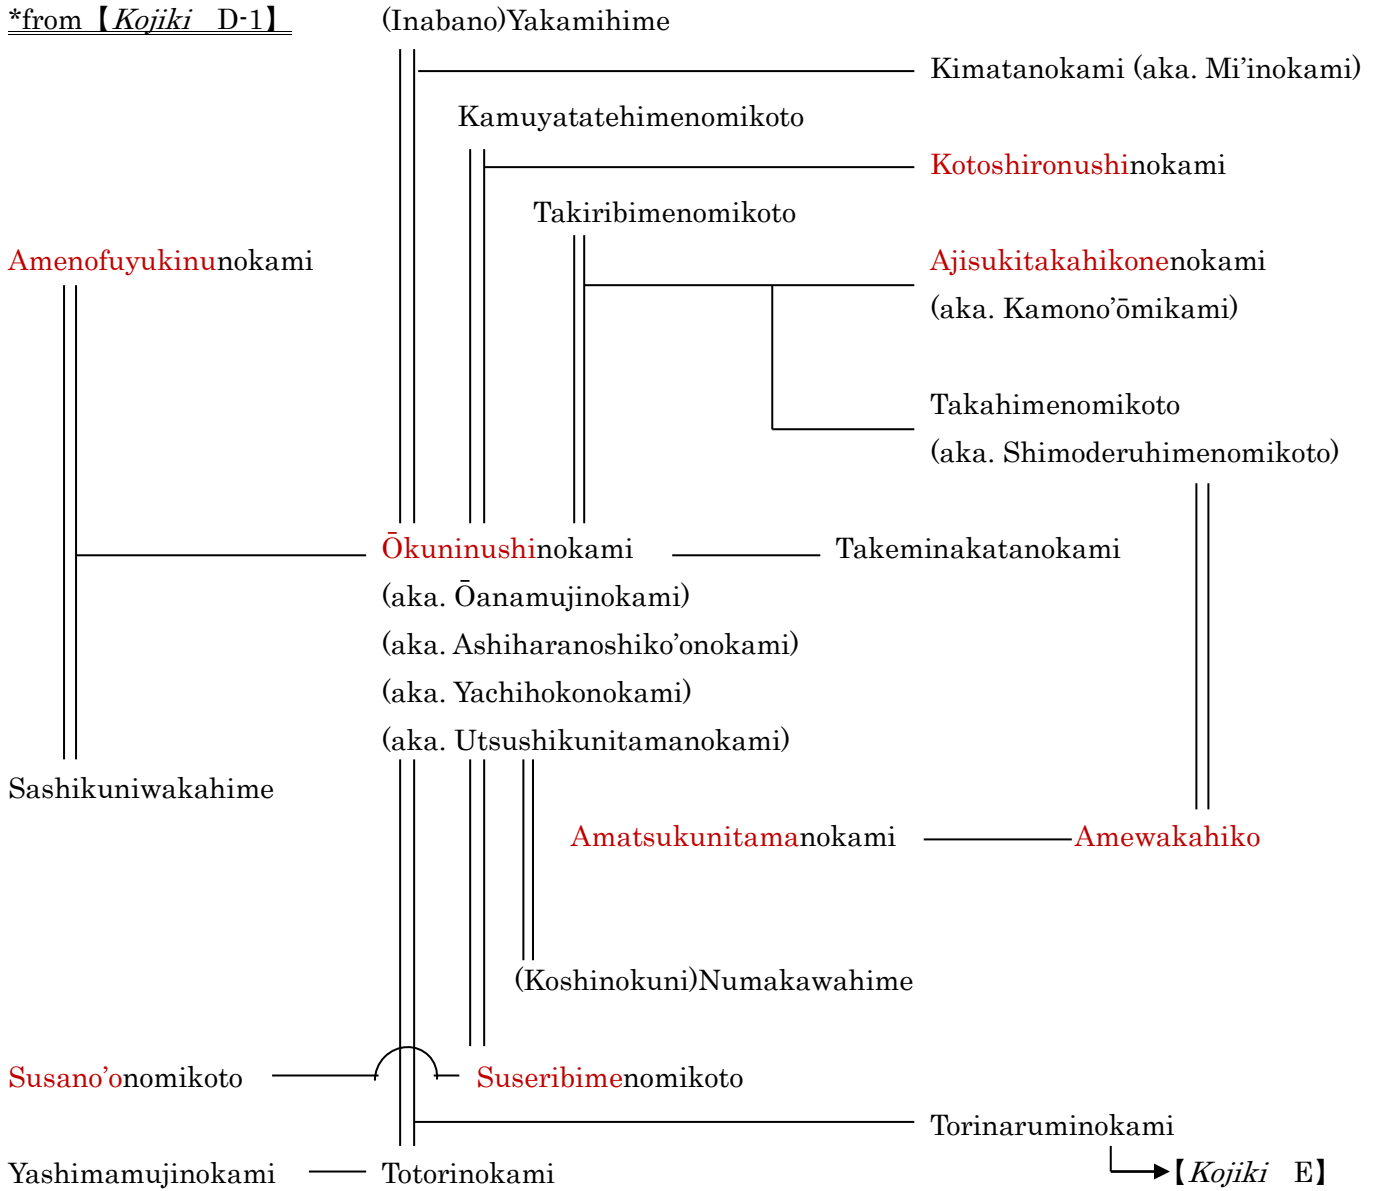 *from【Kojiki D-1】
(Inabano)Yakamihime
Kimatanokami (aka. Mi’inokami)
Kamuyatatehimenomikoto
Kotoshironushinokami
Takiribimenomikoto
Amenofuyukinunokami
Ajisukitakahikonenokami
(aka. Kamono’ōmikami)
Takahimenomikoto
(aka. Shimoderuhimenomikoto)
Ōkuninushinokami
Takeminakatanokami
(aka. Ōanamujinokami)
(aka. Ashiharanoshiko’onokami)
(aka. Yachihokonokami)
(aka. Utsushikunitamanokami)
Sashikuniwakahime
Amatsukunitamanokami
Amewakahiko
(Koshinokuni)Numakawahime
Susano’onomikoto
Suseribimenomikoto
Torinaruminokami
Yashimamujinokami
Totorinokami
【Kojiki E】